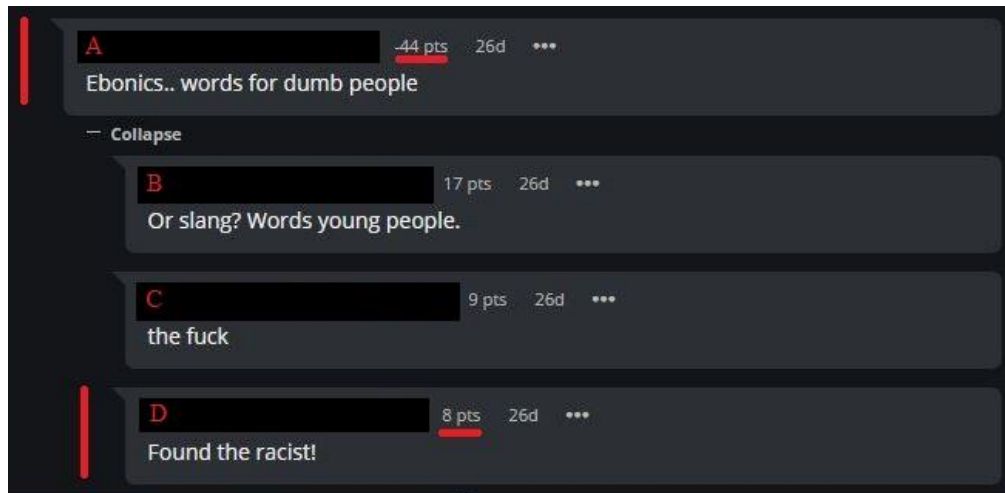 A -44 pts 26d •••
Ebonics.. words for dumb people
— Collapse
B 17 pts 26d •••
Or slang? Words young people.
C 9 pts 26d •••
the fuck
D 8 pts 26d •••
Found the racist!